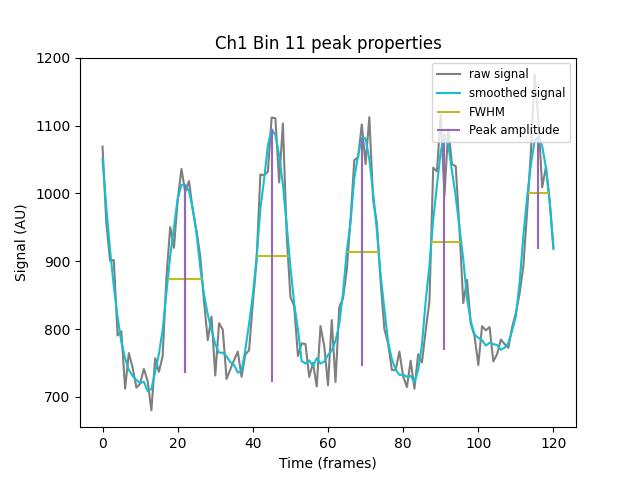 Ch1 Bin 11 peak properties
raw signal
smoothed signal
FWHM
Peak amplitude
1200
1100
1000
900
800
700
Signal (AU)
0 20 40 60 80 100 120
Time (frames)